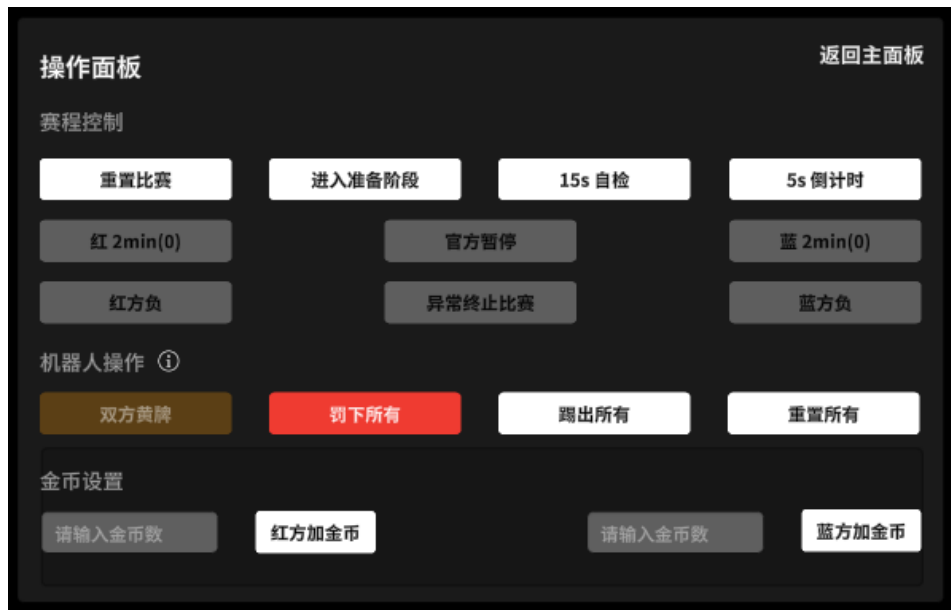 操作面板 返回主面板
赛程控制
重置比赛 进入准备阶段 15s 自检 5s 倒计时
红 2min(0) 官方暂停 蓝 2min(0)
红方负 异常终止比赛 蓝方负
机器人操作
双方黄牌 罚下所有 踢出所有 重置所有
金币设置
请输入金币数 红方加金币 请输入金币数 蓝方加金币